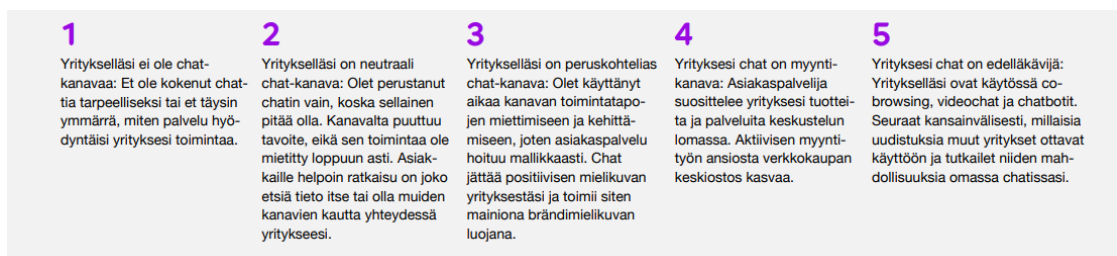 1
Yritykselläsi ei ole chat-
kanavaa: Et ole kokenut chat-
tia tarpeelliseksi tai et täysin
ymmärrä, miten palvelu hyö-
dyntäisi yrityksesi toimintaa.
2
Yritykselläsi on neutraali
chat-kanava: Olet perustanut
chatin vain, koska sellainen
pitää olla. Kanavalta puuttuu
tavoite, eikä sen toimintaa ole
mietitty loppuun asti. Asiak-
kaille helpoin ratkaisu on joko
etsiä tieto itse tai olla muiden
kanavien kautta yhteydessä
yritykseesi.
3
Yritykselläsi on peruskohtelias
chat-kanava: Olet käyttänyt
aikaa kanavan toimintatapo-
jen miettimiseen ja kehittä-
miseen, joten asiakaspalvelu
hoituu mallikkaasti. Chat
jättää positiivisen mielikuvan
yrityksestäsi ja toimii siten
mainiona brändimielikuvan
luojana.
4
Yrityksesi chat on myynti-
kanava: Asiakaspalvelija
suosittelee yrityksesi tuottei-
ta ja palveluita keskustelun
lomassa. Aktiivisen myynti-
työn ansiosta verkkokaupan
keskiostos kasvaa.
5
Yrityksesi chat on edelläkävijä:
Yritykselläsi ovat käytössä co-
browsing, videochat ja chatbotit.
Seuraat kansainvälisesti, millaisia
uudistuksia muut yritykset ottavat
käyttöön ja tutkailet niiden mah-
dollisuuksia omassa chatissasi.